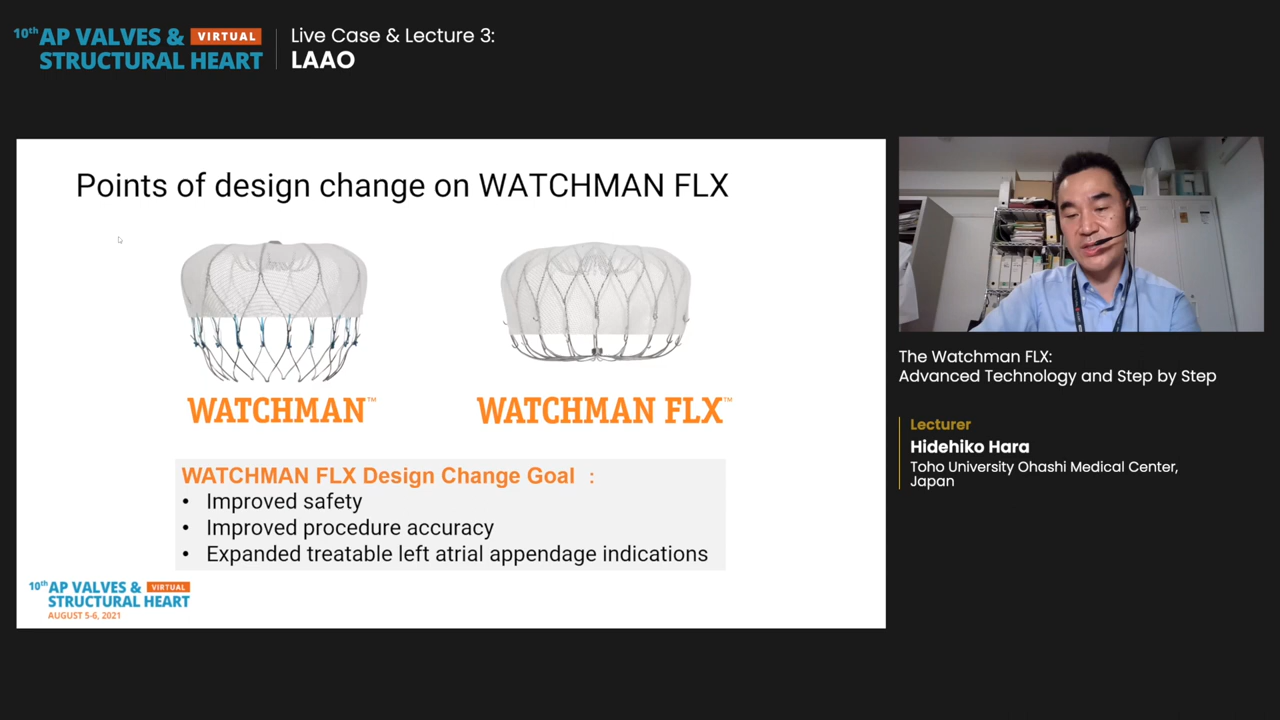 10th AP VALVES & VIRTUAL
STRUCTURAL HEART
Live Case & Lecture 3:
LAAO
Points of design change on WATCHMAN FLX
WATCHMAN™
WATCHMAN FLX™
WATCHMAN FLX Design Change Goal :
• Improved safety
• Improved procedure accuracy
• Expanded treatable left atrial appendage indications
10th AP VALVES & VIRTUAL
STRUCTURAL HEART
AUGUST 5-6, 2021
The Watchman FLX:
Advanced Technology and Step by Step
Lecturer
Hidehiko Hara
Toho University Ohashi Medical Center,
Japan